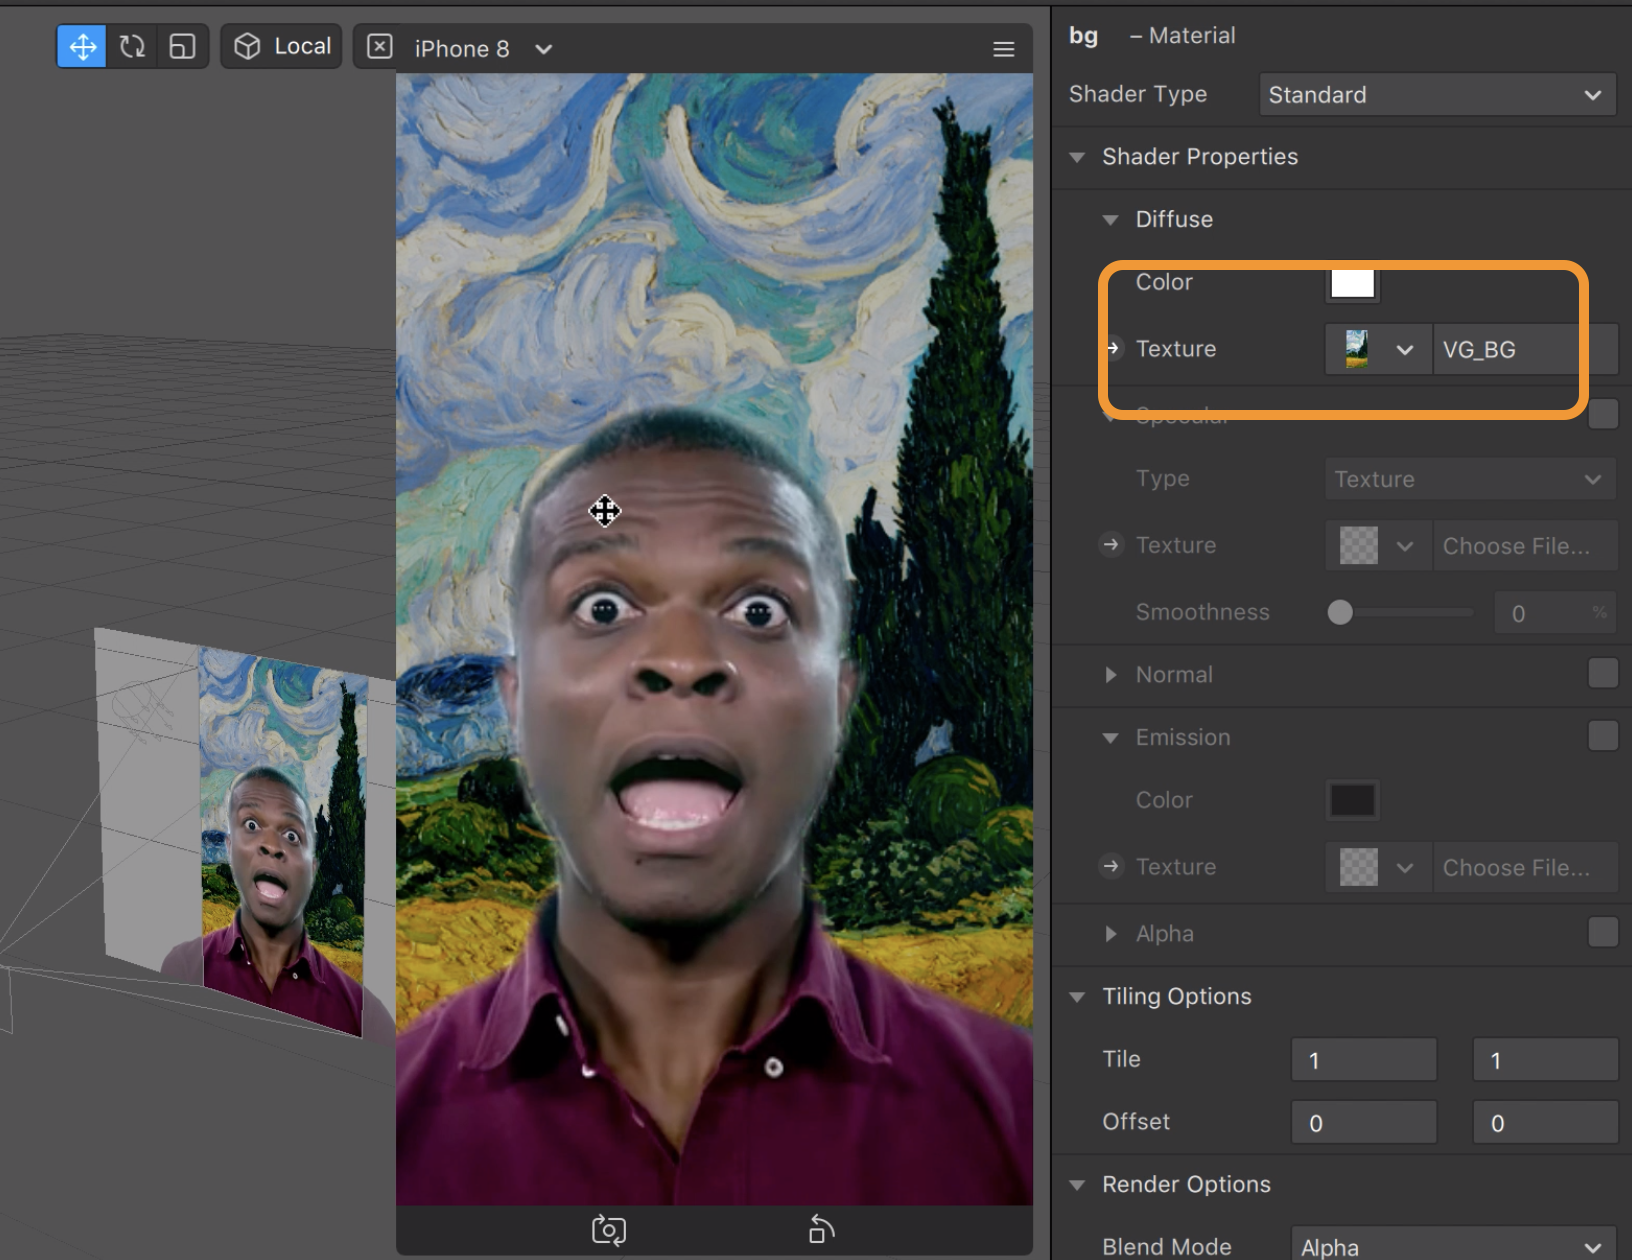 Local
iPhone 8
bg – Material
Shader Type Standard
Shader Properties
Diffuse
Color
Texture VG_BG
Specular
Type Texture
Texture Choose File...
Smoothness 0 %
Normal
Emission
Color
Texture Choose File...
Alpha
Tiling Options
Tile 1 1
Offset 0 0
Render Options
Blend Mode Alpha